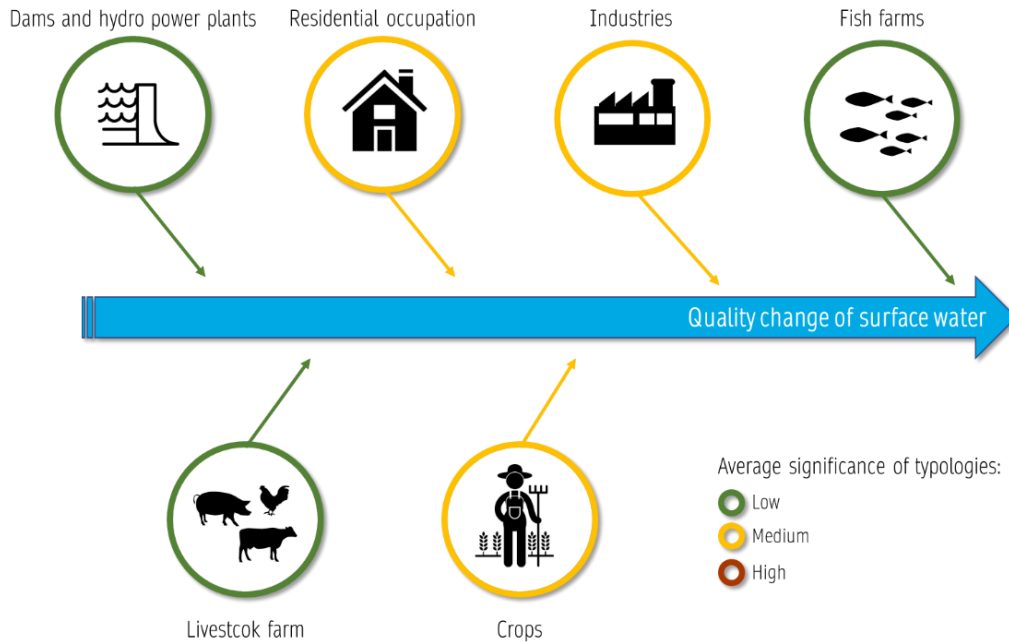 Dams and hydro power plants
Residential occupation
Industries
Fish farms
Quality change of surface water
Average significance of typologies:
Low
Medium
High
Livestcok farm
Crops